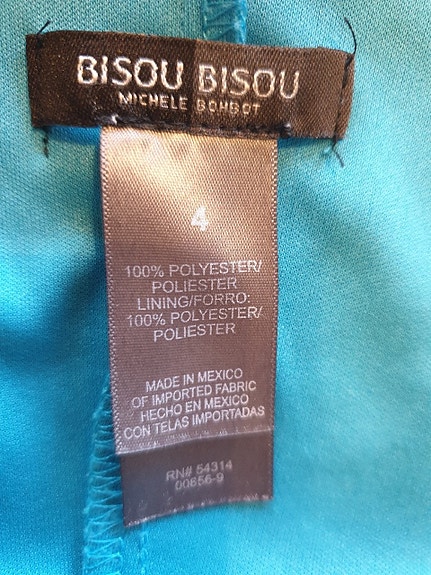 BISOU BISOU
MICHELE BOHBOT
4
100% POLYESTER/
POLIESTER
LINING/FORRO:
100% POLYESTER/
POLIESTER
MADE IN MEXICO
OF IMPORTED FABRIC
HECHO EN MEXICO
CON TELAS IMPORTADAS
RN# 54314
00656-9